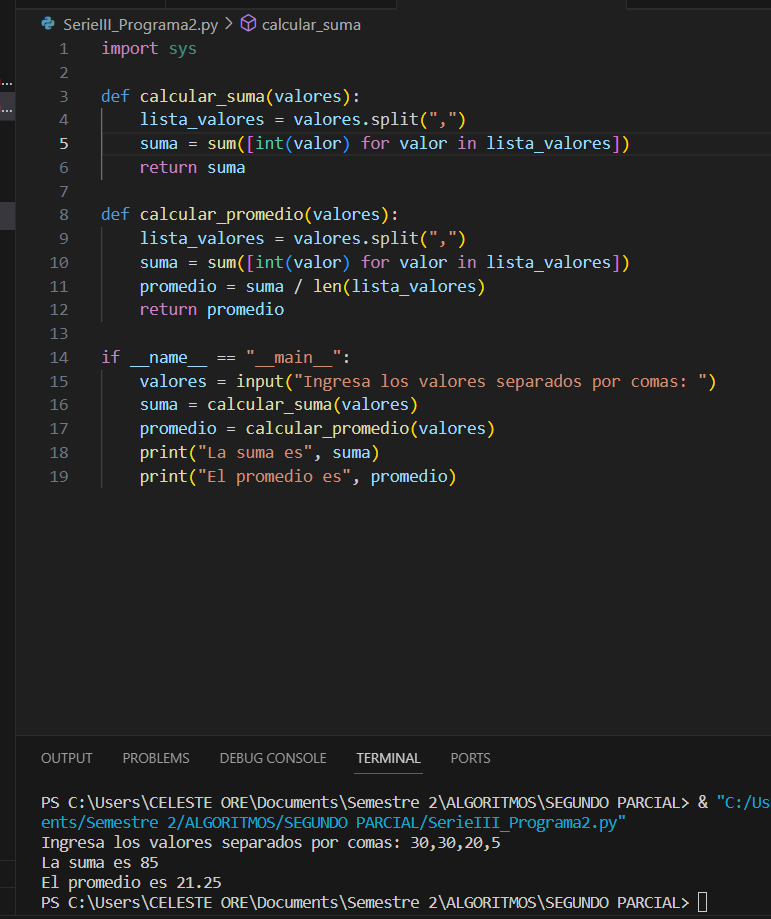 SerieIII_Programa2.py > calcular_suma
1 import sys
2
3 def calcular_suma(valores):
4     lista_valores = valores.split(",")
5     suma = sum([int(valor) for valor in lista_valores])
6     return suma
7
8 def calcular_promedio(valores):
9     lista_valores = valores.split(",")
10     suma = sum([int(valor) for valor in lista_valores])
11     promedio = suma / len(lista_valores)
12     return promedio
13
14 if __name__ == "__main__":
15     valores = input("Ingresa los valores separados por comas: ")
16     suma = calcular_suma(valores)
17     promedio = calcular_promedio(valores)
18     print("La suma es", suma)
19     print("El promedio es", promedio)
OUTPUT PROBLEMS DEBUG CONSOLE TERMINAL PORTS
PS C:\Users\CELESTE ORE\Documents\Semestre 2\ALGORITMOS\SEGUNDO PARCIAL> & "C:/Us
ents/Semestre 2/ALGORITMOS/SEGUNDO PARCIAL/SerieIII_Programa2.py"
Ingresa los valores separados por comas: 30,30,20,5
La suma es 85
El promedio es 21.25
PS C:\Users\CELESTE ORE\Documents\Semestre 2\ALGORITMOS\SEGUNDO PARCIAL>